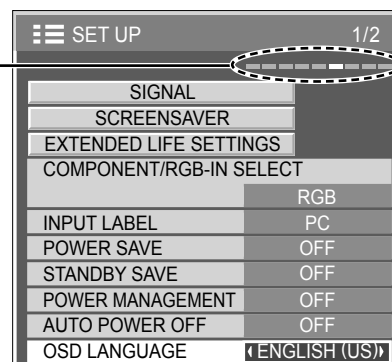 SET UP 1/2
SIGNAL
SCREENSAVER
EXTENDED LIFE SETTINGS
COMPONENT/RGB-IN SELECT
RGB
INPUT LABEL PC
POWER SAVE OFF
STANDBY SAVE OFF
POWER MANAGEMENT OFF
AUTO POWER OFF OFF
OSD LANGUAGE ENGLISH (US)